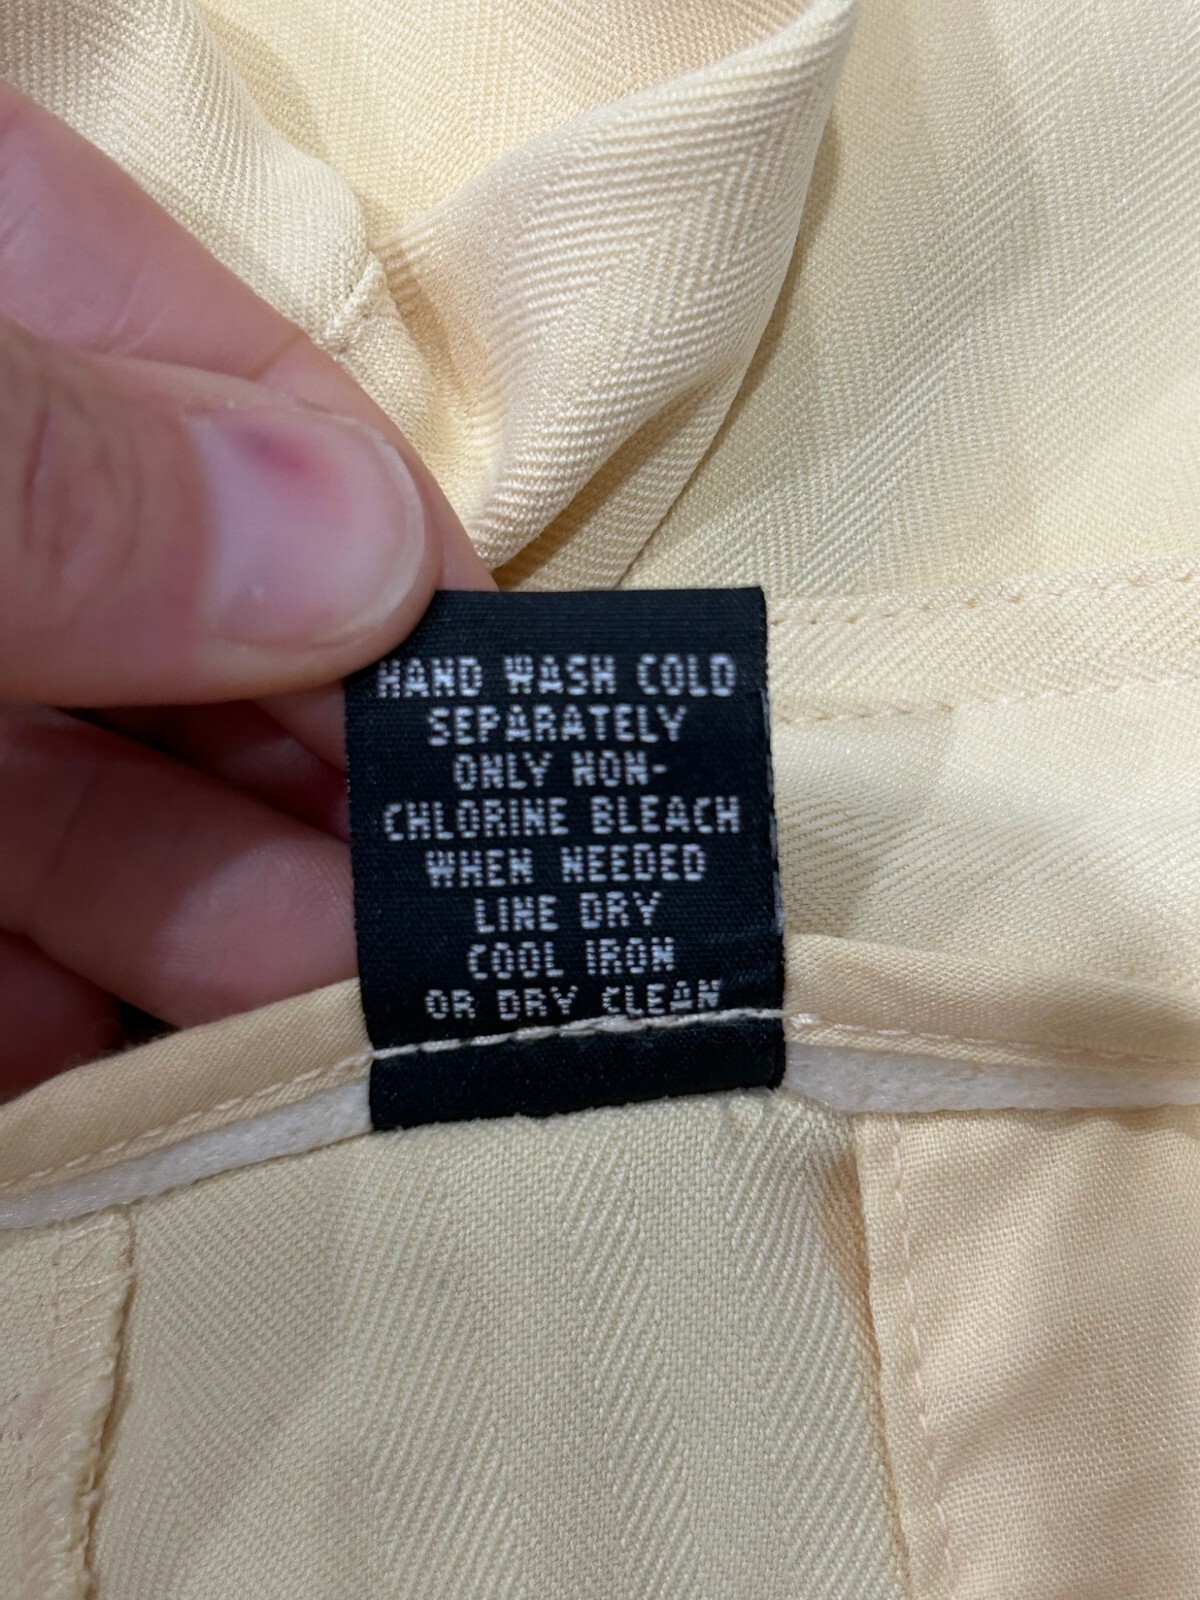 HAND WASH COLD
SEPARATELY
ONLY NON-
CHLORINE BLEACH
WHEN NEEDED
LINE DRY
COOL IRON
OR DRY CLEAN